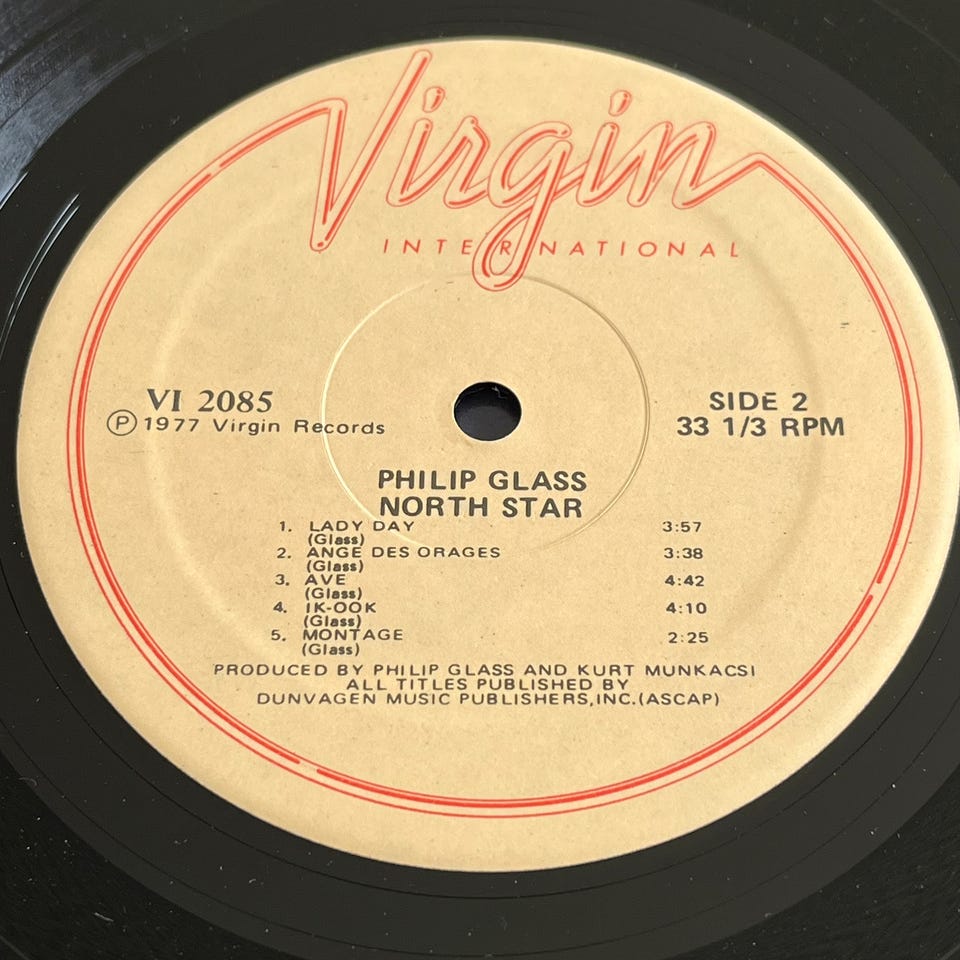 Virgin
INTERNATIONAL
VI 2085
℗ 1977 Virgin Records
SIDE 2
33 1/3 RPM
PHILIP GLASS
NORTH STAR
1. LADY DAY 3:57
(Glass)
2. ANGE DES ORAGES 3:38
(Glass)
3. AVE 4:42
(Glass)
4. IK-OOK 4:10
(Glass)
5. MONTAGE 2:25
(Glass)
PRODUCED BY PHILIP GLASS AND KURT MUNKACSI
ALL TITLES PUBLISHED BY
DUNVAGEN MUSIC PUBLISHERS,INC.(ASCAP)